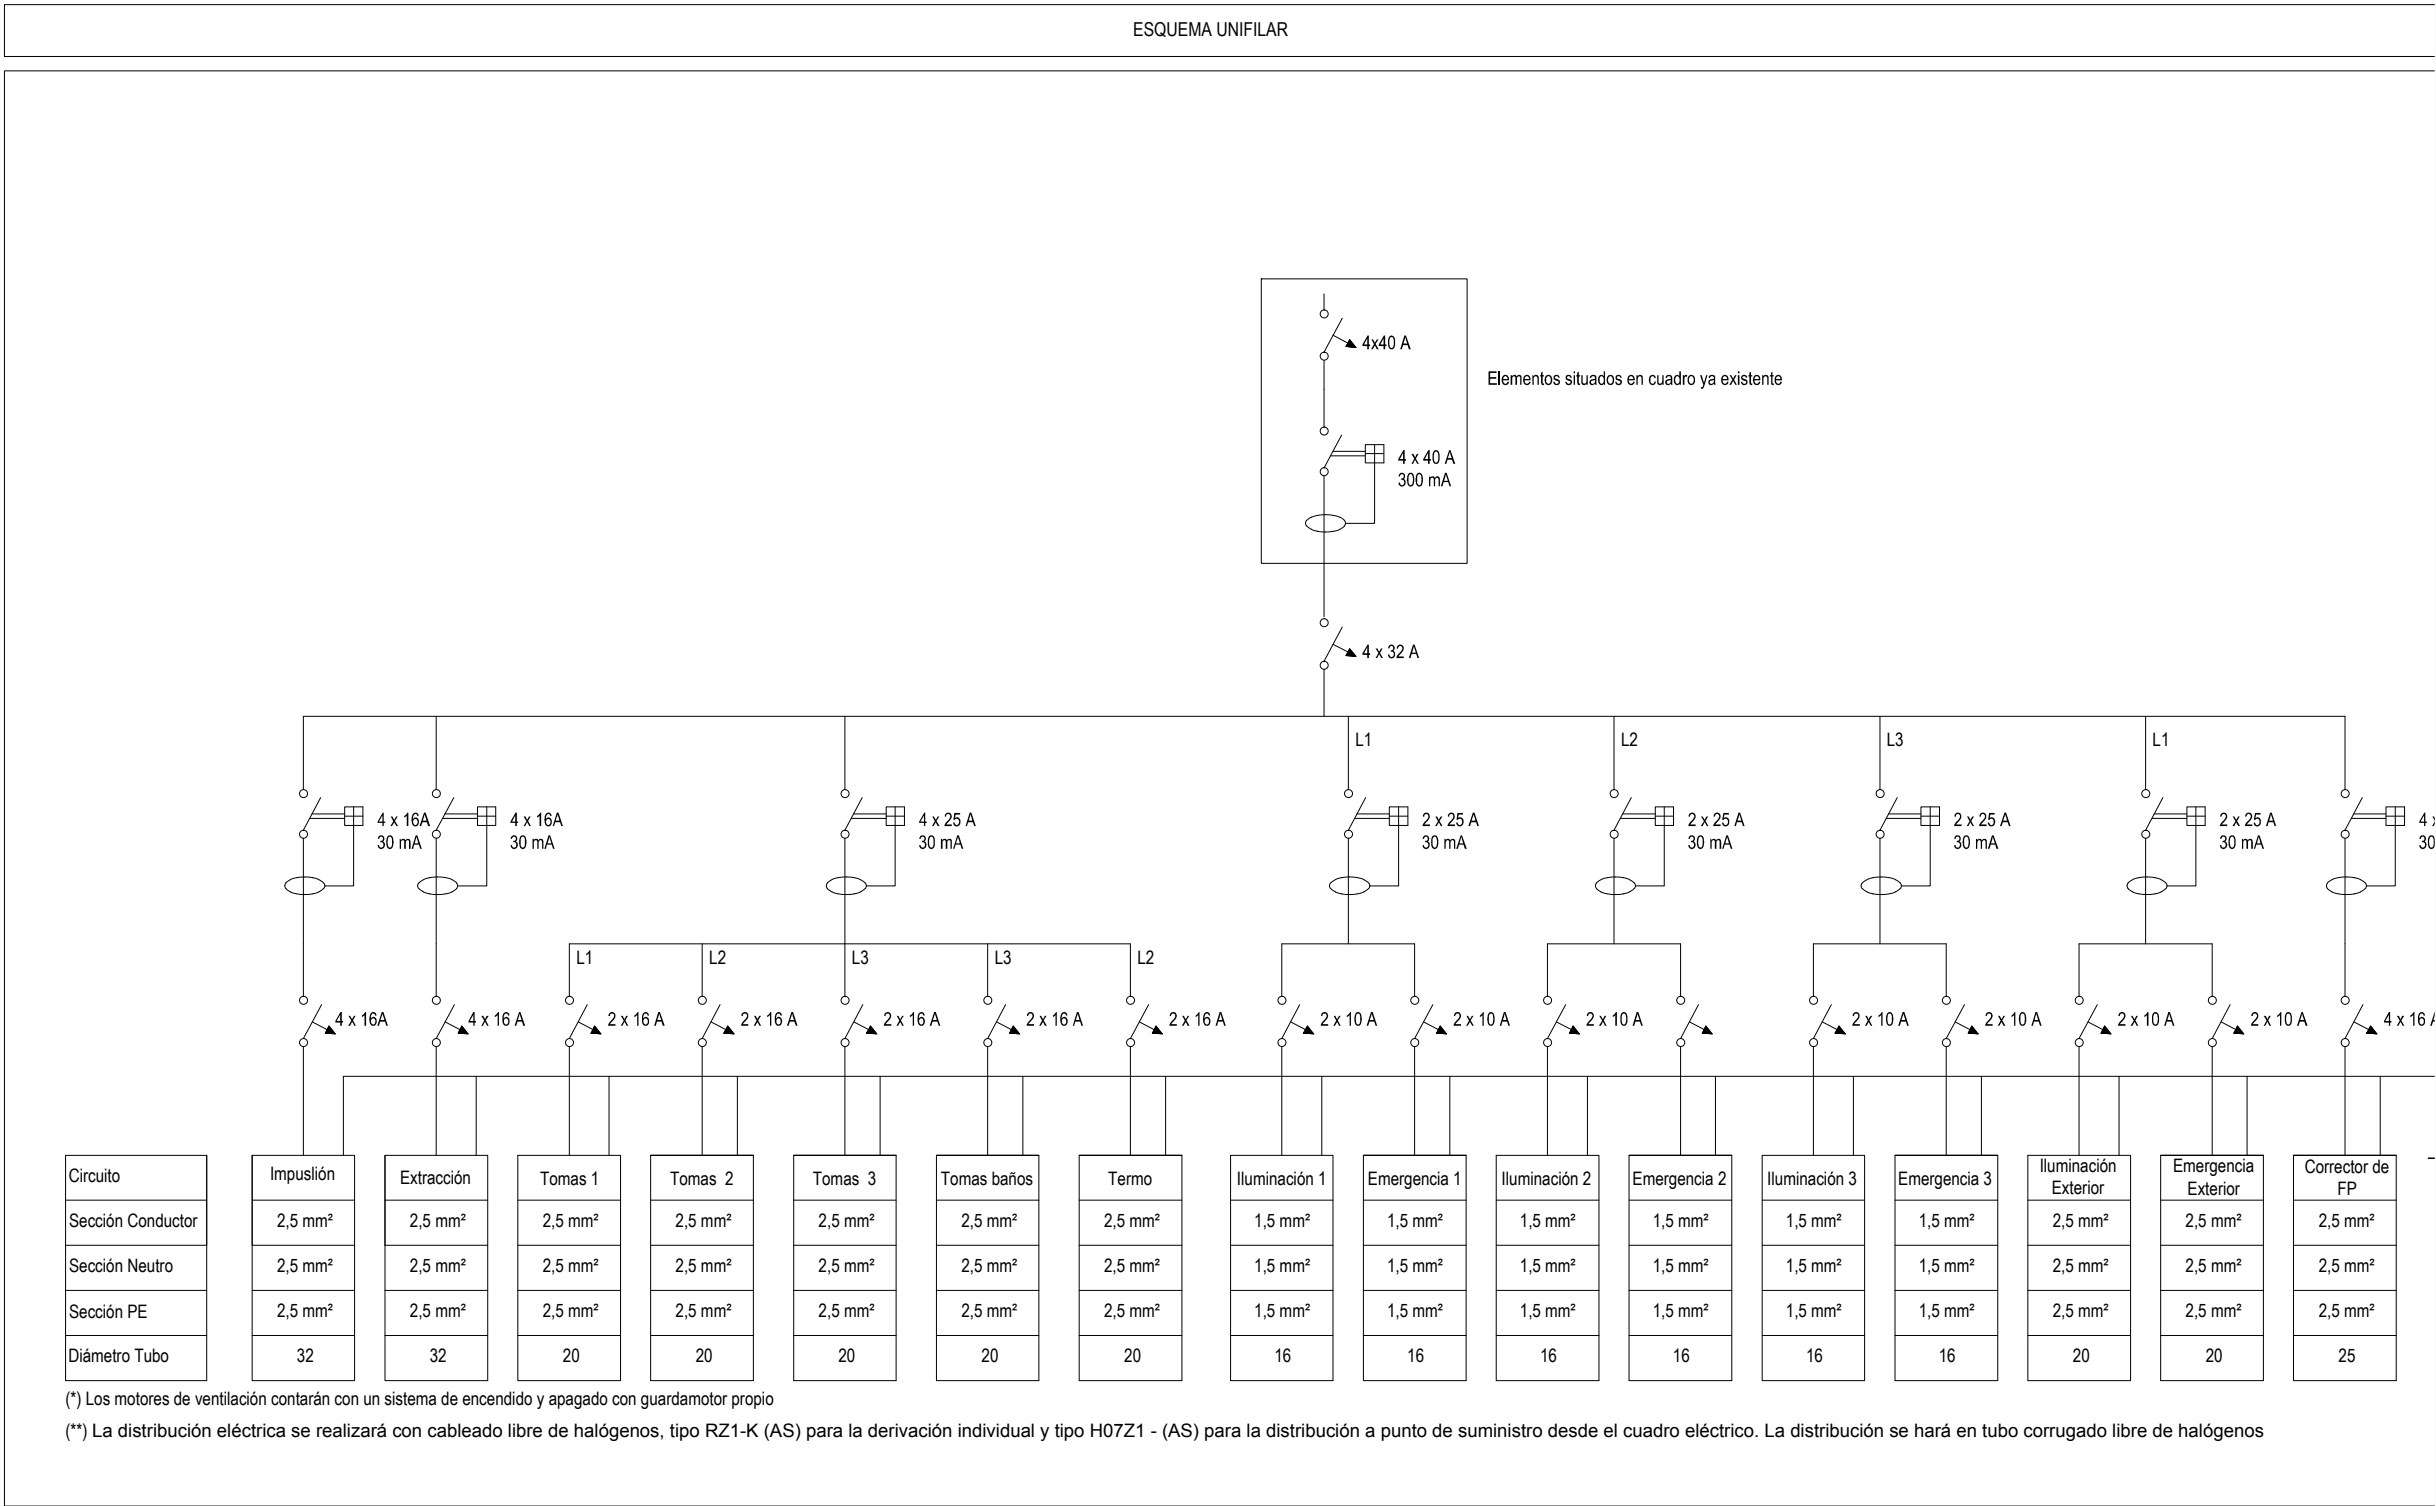 ESQUEMA UNIFILAR
4x40 A
Elementos situados en cuadro ya existente
4 x 40 A
300 mA
4 x 32 A
L1 L2 L3 L1
4 x 16A 4 x 16A 4 x 25 A 2 x 25 A 2 x 25 A 2 x 25 A 2 x 25 A 4
30 mA 30 mA 30 mA 30 mA 30 mA 30 mA 30 mA 30
L1 L2 L3 L3 L2
4 x 16A 4 x 16 A 2 x 16 A 2 x 16 A 2 x 16 A 2 x 16 A 2 x 16 A 2 x 10 A 2 x 10 A 2 x 10 A 2 x 10 A 2 x 10 A 2 x 10 A 2 x 10 A 4 x 16
Circuito Impuslión Extracción Tomas 1 Tomas 2 Tomas 3 Tomas baños Termo Iluminación 1 Emergencia 1 Iluminación 2 Emergencia 2 Iluminación 3 Emergencia 3 Iluminación Exterior Emergencia Exterior Corrector de FP
Sección Conductor 2,5 mm² 2,5 mm² 2,5 mm² 2,5 mm² 2,5 mm² 2,5 mm² 2,5 mm² 1,5 mm² 1,5 mm² 1,5 mm² 1,5 mm² 1,5 mm² 1,5 mm² 2,5 mm² 2,5 mm² 2,5 mm²
Sección Neutro 2,5 mm² 2,5 mm² 2,5 mm² 2,5 mm² 2,5 mm² 2,5 mm² 2,5 mm² 1,5 mm² 1,5 mm² 1,5 mm² 1,5 mm² 1,5 mm² 1,5 mm² 2,5 mm² 2,5 mm² 2,5 mm²
Sección PE 2,5 mm² 2,5 mm² 2,5 mm² 2,5 mm² 2,5 mm² 2,5 mm² 2,5 mm² 1,5 mm² 1,5 mm² 1,5 mm² 1,5 mm² 1,5 mm² 1,5 mm² 2,5 mm² 2,5 mm² 2,5 mm²
Diámetro Tubo 32 32 20 20 20 20 20 16 16 16 16 16 16 20 20 25
(*) Los motores de ventilación contarán con un sistema de encendido y apagado con guardamotor propio
(**) La distribución eléctrica se realizará con cableado libre de halógenos, tipo RZ1-K (AS) para la derivación individual y tipo H07Z1 - (AS) para la distribución a punto de suministro desde el cuadro eléctrico. La distribución se hará en tubo corrugado libre de halógenos